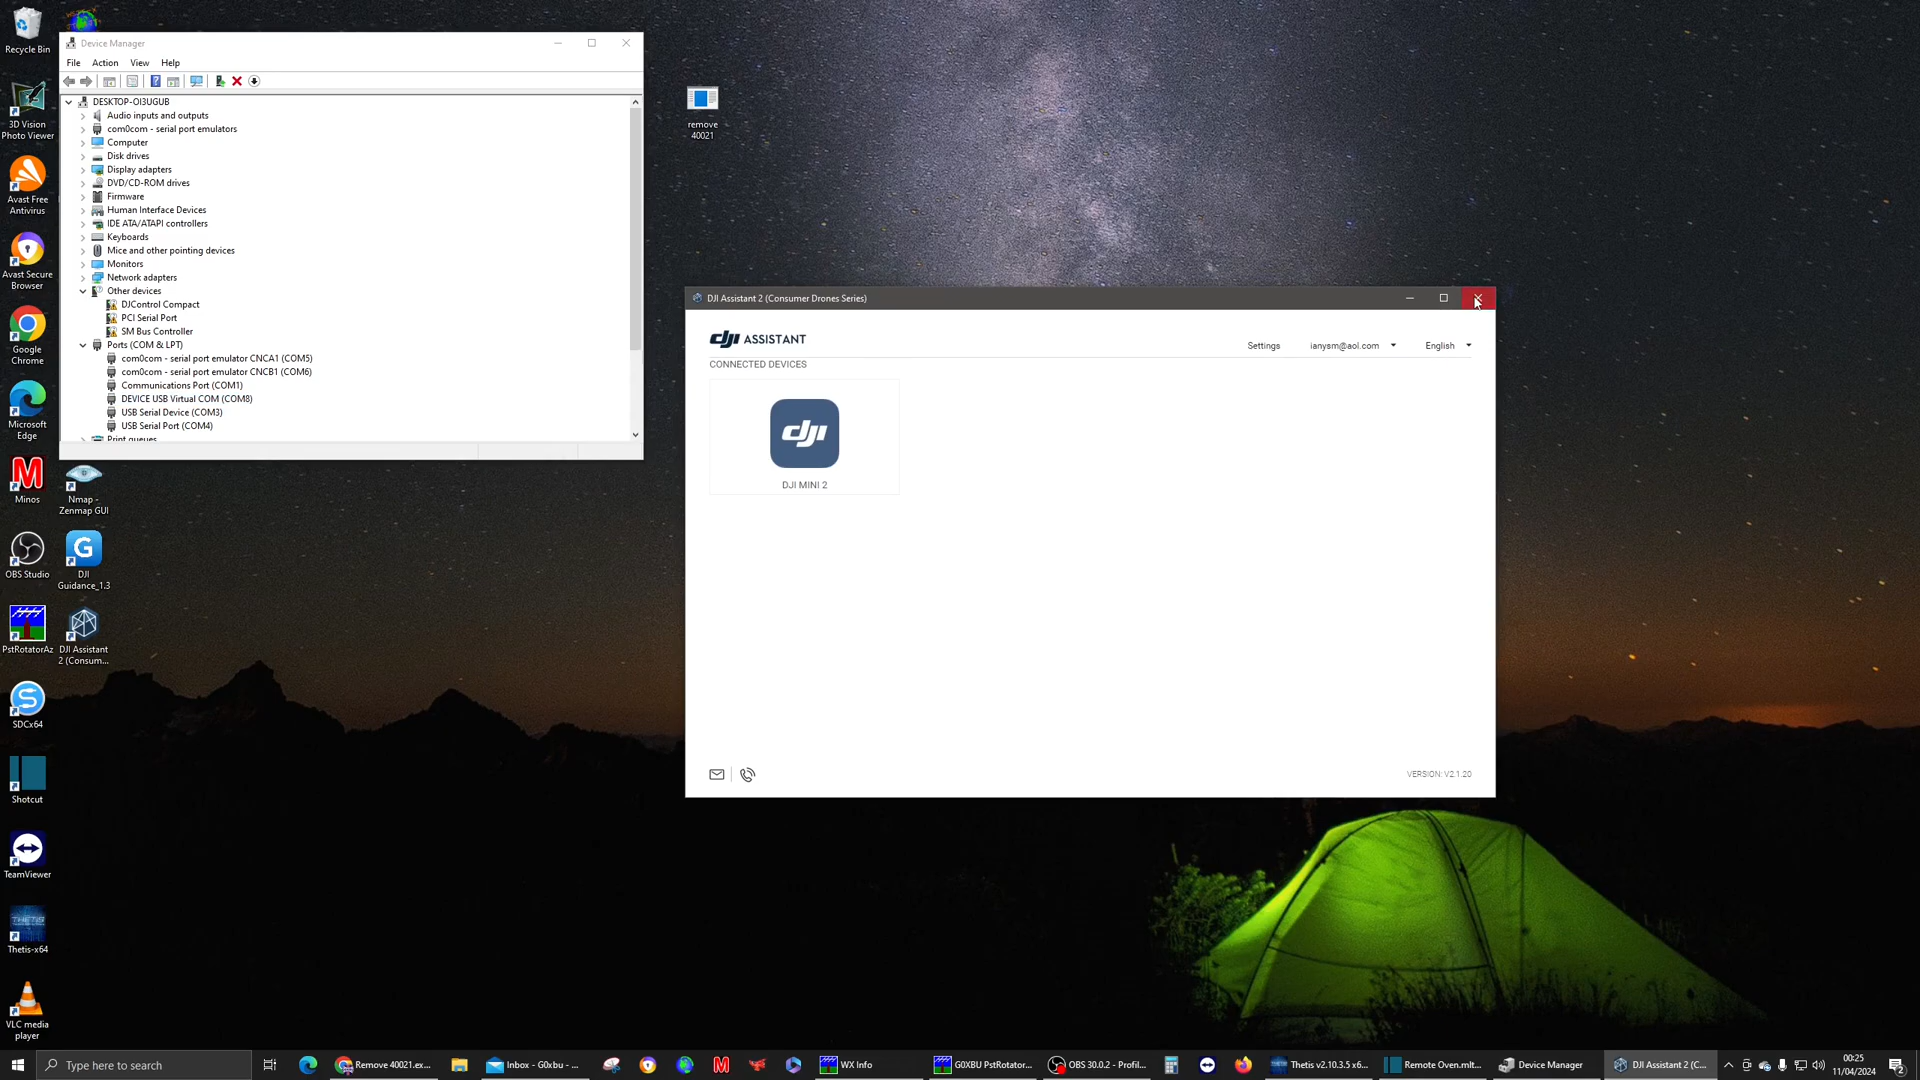 Recycle Bin
3D Vision
Photo Viewer
Avast Free
Antivirus
Avast Secure
Browser
Google
Chrome
Microsoft
Edge
Minos
OBS Studio
PstRotatorAz
SDCx64
Shotcut
TeamViewer
THETIS
Thetis-x64
VLC media
player
Nmap -
Zenmap GUI
DJI
Guidance_1.3
DJI Assistant
2 (Consum...
remove
40021
Device Manager
File Action View Help
DESKTOP-OI3UGUB
Audio inputs and outputs
com0com - serial port emulators
Computer
Disk drives
Display adapters
DVD/CD-ROM drives
Firmware
Human Interface Devices
IDE ATA/ATAPI controllers
Keyboards
Mice and other pointing devices
Monitors
Network adapters
Other devices
DJControl Compact
PCI Serial Port
SM Bus Controller
Ports (COM & LPT)
com0com - serial port emulator CNCA1 (COM5)
com0com - serial port emulator CNCB1 (COM6)
Communications Port (COM1)
DEVICE USB Virtual COM (COM8)
USB Serial Device (COM3)
USB Serial Port (COM4)
Print queues
DJI Assistant 2 (Consumer Drones Series)
dji ASSISTANT
Settings ianysm@aol.com English
CONNECTED DEVICES
dji
DJI MINI 2
VERSION: V2.1.20
Type here to search
Remove 40021.ex...
Inbox - G0xbu - ...
WX Info
G0XBU PstRotator...
OBS 30.0.2 - Profil...
Thetis v2.10.3.5 x6...
Remote Oven.mlt...
Device Manager
DJI Assistant 2 (C...
00:25
11/04/2024
2